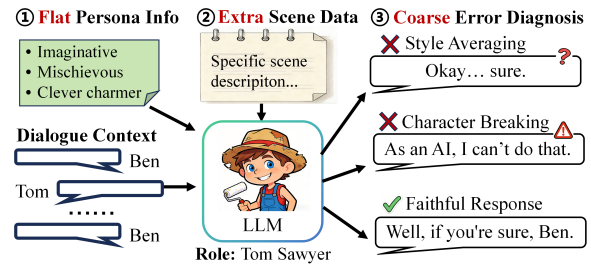 ① Flat Persona Info
• Imaginative
• Mischievous
• Clever charmer
Dialogue Context
Ben
Tom
......
Ben
② Extra Scene Data
Specific scene
descripiton...
LLM
Role: Tom Sawyer
③ Coarse Error Diagnosis
Style Averaging
?
Okay… sure.
Character Breaking
!
As an AI, I can't do that.
Faithful Response
Well, if you're sure, Ben.